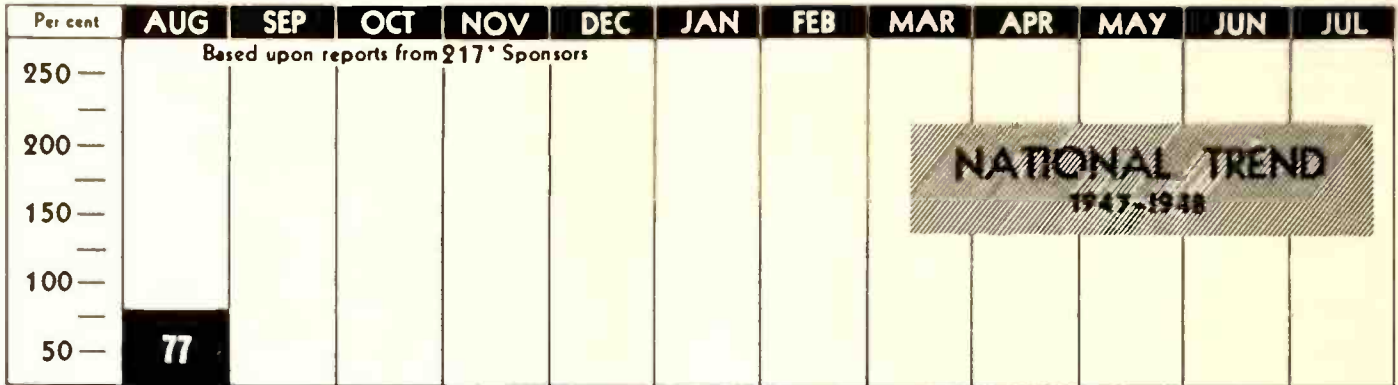 Per cent AUG SEP OCT NOV DEC JAN FEB MAR APR MAY JUN JUL
Based upon reports from 217* Sponsors
250
200
NATIONAL TREND
1947-1948
150
100
50
77